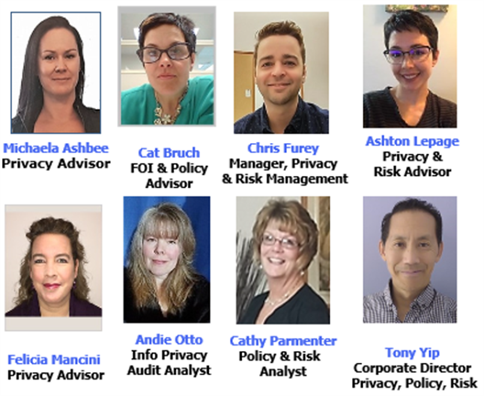 Michaela Ashbee
Privacy Advisor
Cat Bruch
FOI & Policy
Advisor
Chris Furey
Manager, Privacy
& Risk Management
Ashton Lepage
Privacy &
Risk Advisor
Felicia Mancini
Privacy Advisor
Andie Otto
Info Privacy
Audit Analyst
Cathy Parmenter
Policy & Risk
Analyst
Tony Yip
Corporate Director
Privacy, Policy, Risk